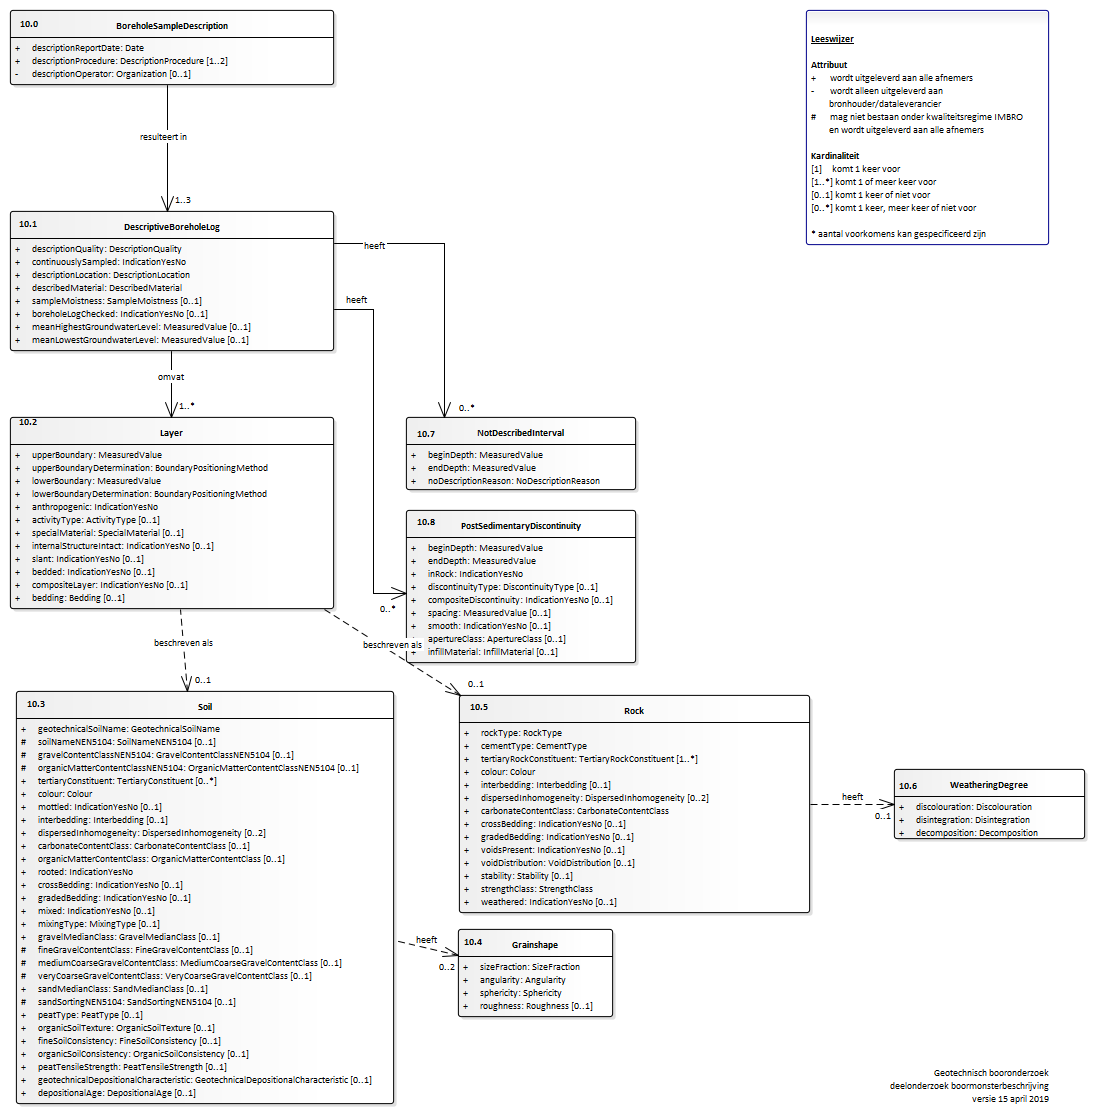 10.0
BoreholeSampleDescription
+ descriptionReportDate: Date
+ descriptionProcedure: DescriptionProcedure [1..2]
- descriptionOperator: Organization [0..1]
resulteert in
1..3
10.1
DescriptiveBoreholeLog
+ descriptionQuality: DescriptionQuality
+ continuouslySampled: IndicationYesNo
+ descriptionLocation: DescriptionLocation
+ describedMaterial: DescribedMaterial
+ sampleMoistness: SampleMoistness [0..1]
+ boreholeLogChecked: IndicationYesNo [0..1]
+ meanHighestGroundwaterLevel: MeasuredValue [0..1]
+ meanLowestGroundwaterLevel: MeasuredValue [0..1]
heeft
heeft
omvat
1..*
0..*
10.2
Layer
+ upperBoundary: MeasuredValue
+ upperBoundaryDetermination: BoundaryPositioningMethod
+ lowerBoundary: MeasuredValue
+ lowerBoundaryDetermination: BoundaryPositioningMethod
+ anthropogenic: IndicationYesNo
+ activityType: ActivityType [0..1]
+ specialMaterial: SpecialMaterial [0..1]
+ internalStructureIntact: IndicationYesNo [0..1]
+ slant: IndicationYesNo [0..1]
+ bedded: IndicationYesNo [0..1]
+ compositeLayer: IndicationYesNo [0..1]
+ bedding: Bedding [0..1]
10.7
NotDescribedInterval
+ beginDepth: MeasuredValue
+ endDepth: MeasuredValue
+ noDescriptionReason: NoDescriptionReason
10.8
PostSedimentaryDiscontinuity
+ beginDepth: MeasuredValue
+ endDepth: MeasuredValue
+ inRock: IndicationYesNo
+ discontinuityType: DiscontinuityType [0..1]
+ compositeDiscontinuity: IndicationYesNo [0..1]
+ spacing: MeasuredValue [0..1]
+ smooth: IndicationYesNo [0..1]
+ apertureClass: ApertureClass [0..1]
+ infillMaterial: InfillMaterial [0..1]
0..*
beschreven als
beschreven als
0..1
0..1
10.3
Soil
+ geotechnicalSoilName: GeotechnicalSoilName
# soilNameNEN5104: SoilNameNEN5104 [0..1]
# gravelContentClassNEN5104: GravelContentClassNEN5104 [0..1]
# organicMatterContentClassNEN5104: OrganicMatterContentClassNEN5104 [0..1]
+ tertiaryConstituent: TertiaryConstituent [0..*]
+ colour: Colour
+ mottled: IndicationYesNo [0..1]
+ interbedding: Interbedding [0..1]
+ dispersedInhomogeneity: DispersedInhomogeneity [0..2]
+ carbonateContentClass: CarbonateContentClass [0..1]
+ organicMatterContentClass: OrganicMatterContentClass [0..1]
+ rooted: IndicationYesNo
+ crossBedding: IndicationYesNo [0..1]
+ gradedBedding: IndicationYesNo [0..1]
+ mixed: IndicationYesNo [0..1]
+ mixingType: MixingType [0..1]
+ gravelMedianClass: GravelMedianClass [0..1]
# fineGravelContentClass: FineGravelContentClass [0..1]
# mediumCoarseGravelContentClass: MediumCoarseGravelContentClass [0..1]
# veryCoarseGravelContentClass: VeryCoarseGravelContentClass [0..1]
+ sandMedianClass: SandMedianClass [0..1]
# sandSortingNEN5104: SandSortingNEN5104 [0..1]
+ peatType: PeatType [0..1]
+ organicSoilTexture: OrganicSoilTexture [0..1]
+ fineSoilConsistency: FineSoilConsistency [0..1]
+ organicSoilConsistency: OrganicSoilConsistency [0..1]
+ peatTensileStrength: PeatTensileStrength [0..1]
+ geotechnicalDepositionalCharacteristic: GeotechnicalDepositionalCharacteristic [0..1]
+ depositionalAge: DepositionalAge [0..1]
10.5
Rock
+ rockType: RockType
+ cementType: CementType
+ tertiaryRockConstituent: TertiaryRockConstituent [1..*]
+ colour: Colour
+ interbedding: Interbedding [0..1]
+ dispersedInhomogeneity: DispersedInhomogeneity [0..2]
+ carbonateContentClass: CarbonateContentClass
+ crossBedding: IndicationYesNo [0..1]
+ gradedBedding: IndicationYesNo [0..1]
+ voidsPresent: IndicationYesNo [0..1]
+ voidDistribution: VoidDistribution [0..1]
+ stability: Stability [0..1]
+ strengthClass: StrengthClass
+ weathered: IndicationYesNo [0..1]
heeft
0..1
10.6
WeatheringDegree
+ discolouration: Discolouration
+ disintegration: Disintegration
+ decomposition: Decomposition
heeft
0..2
10.4
Grainshape
+ sizeFraction: SizeFraction
+ angularity: Angularity
+ sphericity: Sphericity
+ roughness: Roughness [0..1]
Leeswijzer
Attribuut
+ wordt uitgeleverd aan alle afnemers
- wordt alleen uitgeleverd aan
bronhouder/dataleverancier
# mag niet bestaan onder kwaliteitsregime IMBRO
en wordt uitgeleverd aan alle afnemers
Kardinaliteit
[1] komt 1 keer voor
[1..*] komt 1 of meer keer voor
[0..1] komt 1 keer of niet voor
[0..*] komt 1 keer, meer keer of niet voor
* aantal voorkomens kan gespecificeerd zijn
Geotechnisch booronderzoek
deelonderzoek boormonsterbeschrijving
versie 15 april 2019